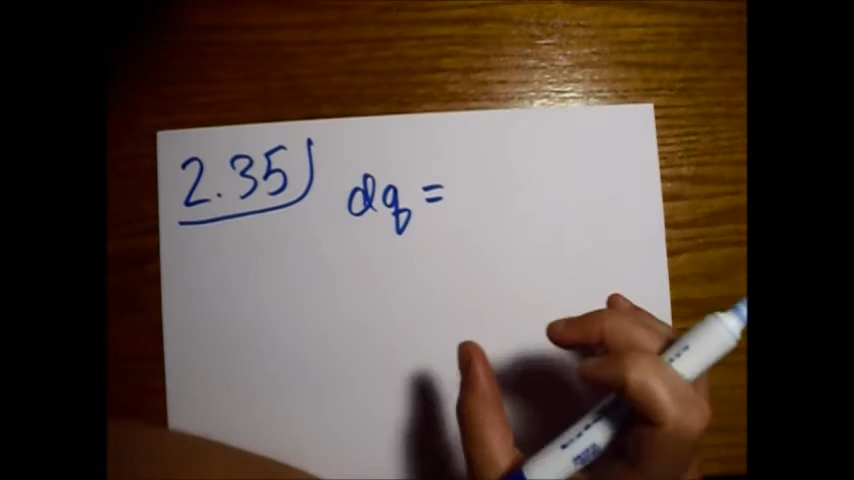 2.35) dq =